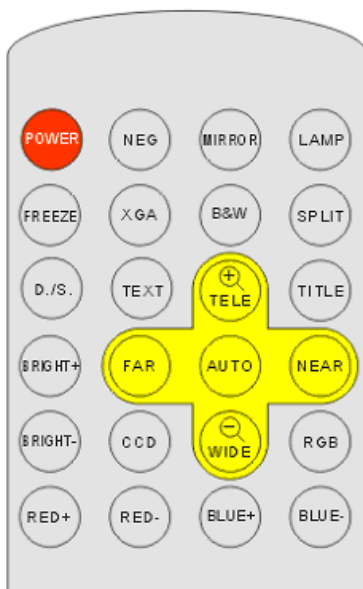 POWER NEG MIRROR LAMP
FREEZE XGA B&W SPLIT
D./S. TEXT TELE TITLE
BRIGHT+ FAR AUTO NEAR
BRIGHT- CCD WIDE RGB
RED+ RED- BLUE+ BLUE-